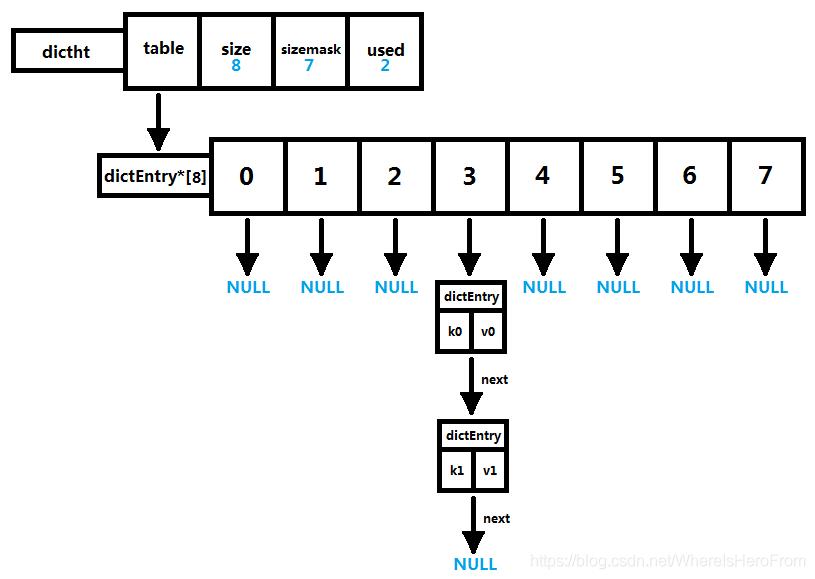 dictht table size sizemask used
8 7 2
dictEntry*[8] 0 1 2 3 4 5 6 7
NULL NULL NULL NULL NULL NULL NULL
dictEntry
k0 v0
next
dictEntry
k1 v1
next
NULL
https://blog.csdn.net/WhereIsHeroFrom